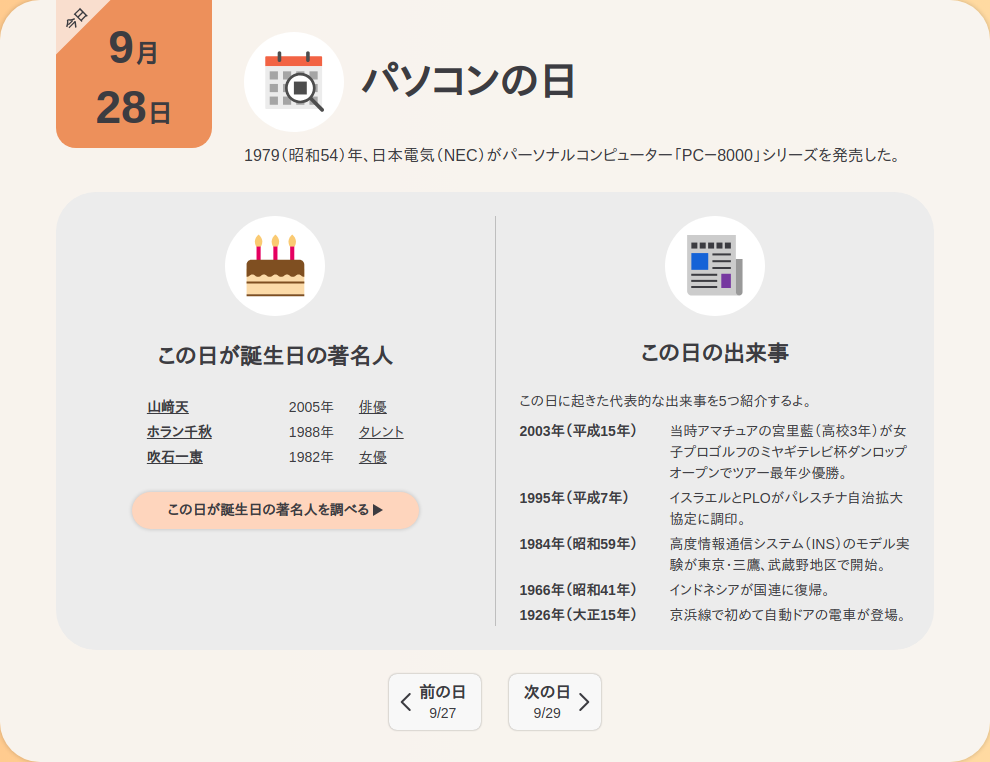 今日
9月
28日
パソコンの日
1979(昭和54)年、日本電気(NEC)がパーソナルコンピューター「PC−8000」シリーズを発売した。
この日が誕生日の著名人
山﨑天 2005年 俳優
ホラン千秋 1988年 タレント
吹石一恵 1982年 女優
この日が誕生日の著名人を調べる▶
この日の出来事
この日に起きた代表的な出来事を5つ紹介するよ。
2003年(平成15年) 当時アマチュアの宮里藍(高校3年)が女
子プロゴルフのミヤギテレビ杯ダンロップ
オープンでツアー最年少優勝。
1995年(平成7年) イスラエルとPLOがパレスチナ自治拡大
協定に調印。
1984年(昭和59年) 高度情報通信システム(INS)のモデル実
験が東京・三鷹、武蔵野地区で開始。
1966年(昭和41年) インドネシアが国連に復帰。
1926年(大正15年) 京浜線で初めて自動ドアの電車が登場。
前の日
9/27
次の日
9/29